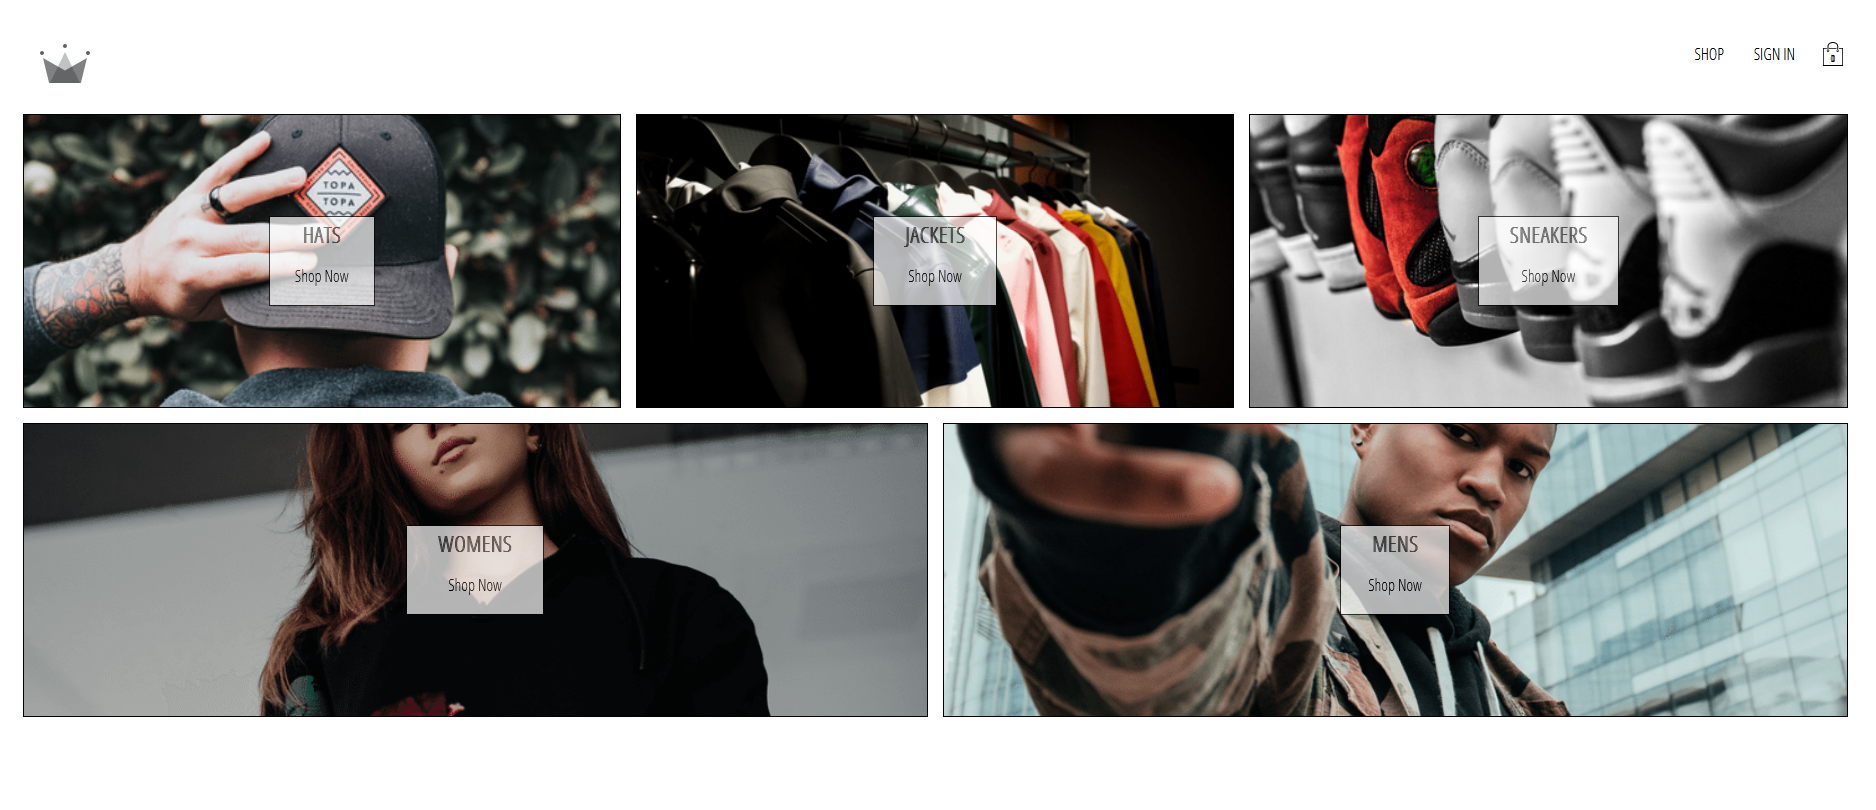 SHOP
SIGN IN
0
TOPA
TOPA
HATS
Shop Now
JACKETS
Shop Now
SNEAKERS
Shop Now
WOMENS
Shop Now
MENS
Shop Now